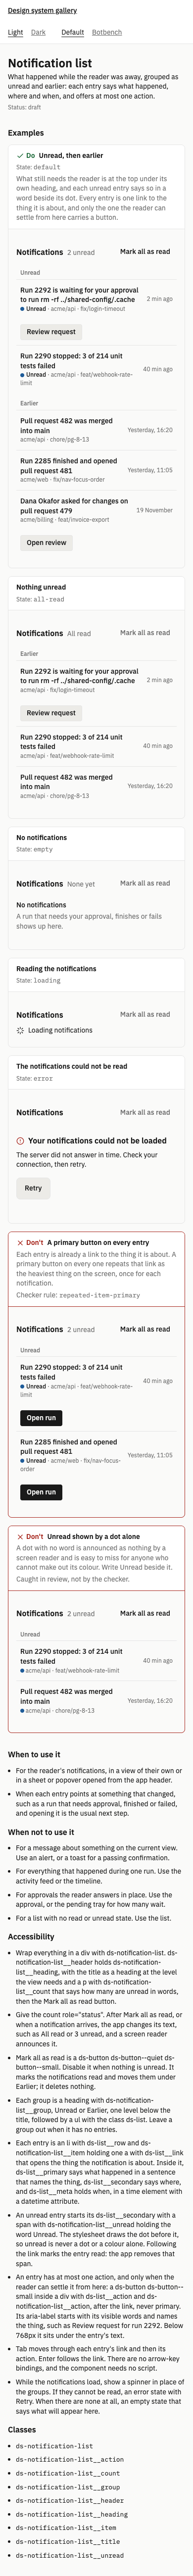 Design system gallery
Light Dark Default Botbench
Notification list
What happened while the reader was away, grouped as
unread and earlier: each entry says what happened,
where and when, and offers at most one action.
Status: draft
Examples
Do Unread, then earlier
State: default
What still needs the reader is at the top under its
own heading, and each unread entry says so in a
word beside its dot. Every entry is one link to the
thing it is about, and only the one the reader can
settle from here carries a button.
Notifications 2 unread Mark all as read
Unread
Run 2292 is waiting for your approval
to run rm -rf ../shared-config/.cache
2 min ago
Unread · acme/api · fix/login-timeout
Review request
Run 2290 stopped: 3 of 214 unit
tests failed
40 min ago
Unread · acme/api · feat/webhook-rate-
limit
Earlier
Pull request 482 was merged
into main
Yesterday, 16:20
acme/api · chore/pg-8-13
Run 2285 finished and opened
pull request 481
Yesterday, 11:05
acme/web · fix/nav-focus-order
Dana Okafor asked for changes on
pull request 479
19 November
acme/billing · feat/invoice-export
Open review
Nothing unread
State: all-read
Notifications All read Mark all as read
Earlier
Run 2292 is waiting for your approval
to run rm -rf ../shared-config/.cache
2 min ago
acme/api · fix/login-timeout
Review request
Run 2290 stopped: 3 of 214 unit
tests failed
40 min ago
acme/api · feat/webhook-rate-limit
Pull request 482 was merged
into main
Yesterday, 16:20
acme/api · chore/pg-8-13
No notifications
State: empty
Notifications None yet Mark all as read
No notifications
A run that needs your approval, finishes or fails
shows up here.
Reading the notifications
State: loading
Notifications Mark all as read
Loading notifications
The notifications could not be read
State: error
Notifications Mark all as read
Your notifications could not be loaded
The server did not answer in time. Check your
connection, then retry.
Retry
Don't A primary button on every entry
Each entry is already a link to the thing it is about. A
primary button on every one repeats that link as
the heaviest thing on the screen, once for each
notification.
Checker rule: repeated-item-primary
Notifications 2 unread Mark all as read
Unread
Run 2290 stopped: 3 of 214 unit
tests failed
40 min ago
Unread · acme/api · feat/webhook-rate-
limit
Open run
Run 2285 finished and opened
pull request 481
Yesterday, 11:05
Unread · acme/web · fix/nav-focus-
order
Open run
Don't Unread shown by a dot alone
A dot with no word is announced as nothing by a
screen reader and is easy to miss for anyone who
cannot make out its colour. Write Unread beside it.
Caught in review, not by the checker.
Notifications 2 unread Mark all as read
Unread
Run 2290 stopped: 3 of 214 unit
tests failed
40 min ago
acme/api · feat/webhook-rate-limit
Pull request 482 was merged
into main
Yesterday, 16:20
acme/api · chore/pg-8-13
When to use it
For the reader's notifications, in a view of their own or
in a sheet or popover opened from the app header.
When each entry points at something that changed,
such as a run that needs approval, finished or failed,
and opening it is the usual next step.
When not to use it
For a message about something on the current view.
Use an alert, or a toast for a passing confirmation.
For everything that happened during one run. Use the
activity feed or the timeline.
For approvals the reader answers in place. Use the
approval, or the pending tray for how many wait.
For a list with no read or unread state. Use the list.
Accessibility
Wrap everything in a div with ds-notification-list. ds-
notification-list__header holds ds-notification-
list__heading, with the title as a heading at the level
the view needs and a p with ds-notification-
list__count that says how many are unread in words,
then the Mark all as read button.
Give the count role="status". After Mark all as read, or
when a notification arrives, the app changes its text,
such as All read or 3 unread, and a screen reader
announces it.
Mark all as read is a ds-button ds-button--quiet ds-
button--small. Disable it when nothing is unread. It
marks the notifications read and moves them under
Earlier; it deletes nothing.
Each group is a heading with ds-notification-
list__group, Unread or Earlier, one level below the
title, followed by a ul with the class ds-list. Leave a
group out when it has no entries.
Each entry is an li with ds-list__row and ds-
notification-list__item holding one a with ds-list__link
that opens the thing the notification is about. Inside it,
ds-list__primary says what happened in a sentence
that names the thing, ds-list__secondary says where,
and ds-list__meta holds when, in a time element with
a datetime attribute.
An unread entry starts its ds-list__secondary with a
span with ds-notification-list__unread holding the
word Unread. The stylesheet draws the dot before it,
so unread is never a dot or a colour alone. Following
the link marks the entry read: the app removes that
span.
An entry has at most one action, and only when the
reader can settle it from here: a ds-button ds-button--
small inside a div with ds-list__action and ds-
notification-list__action, after the link, never primary.
Its aria-label starts with its visible words and names
the thing, such as Review request for run 2292. Below
768px it sits under the entry's text.
Tab moves through each entry's link and then its
action. Enter follows the link. There are no arrow-key
bindings, and the component needs no script.
While the notifications load, show a spinner in place of
the groups. If they cannot be read, an error state with
Retry. When there are none at all, an empty state that
says what will appear here.
Classes
ds-notification-list
ds-notification-list__action
ds-notification-list__count
ds-notification-list__group
ds-notification-list__header
ds-notification-list__heading
ds-notification-list__item
ds-notification-list__title
ds-notification-list__unread